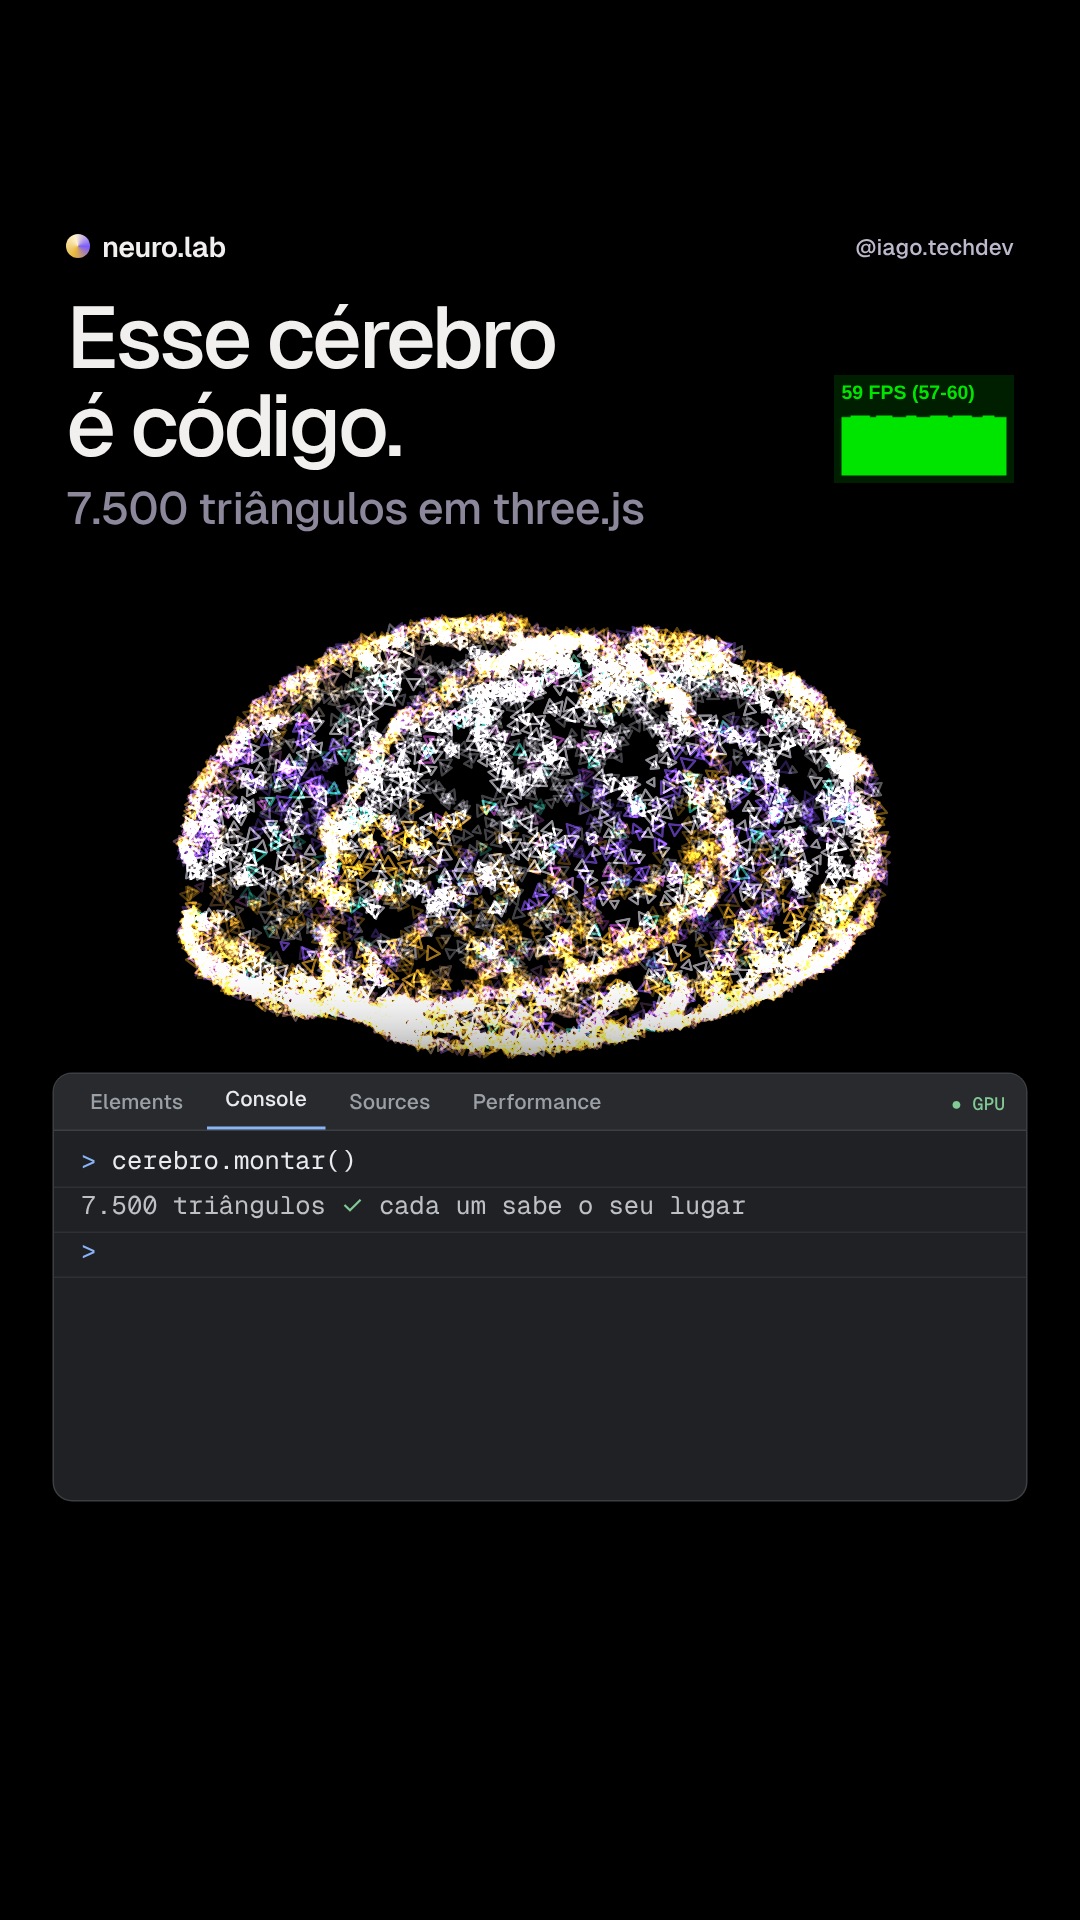 neuro.lab
@iago.techdev
Esse cérebro
é código.
59 FPS (57-60)
7.500 triângulos em three.js
Elements Console Sources Performance
● GPU
> cerebro.montar()
7.500 triângulos ✓ cada um sabe o seu lugar
>